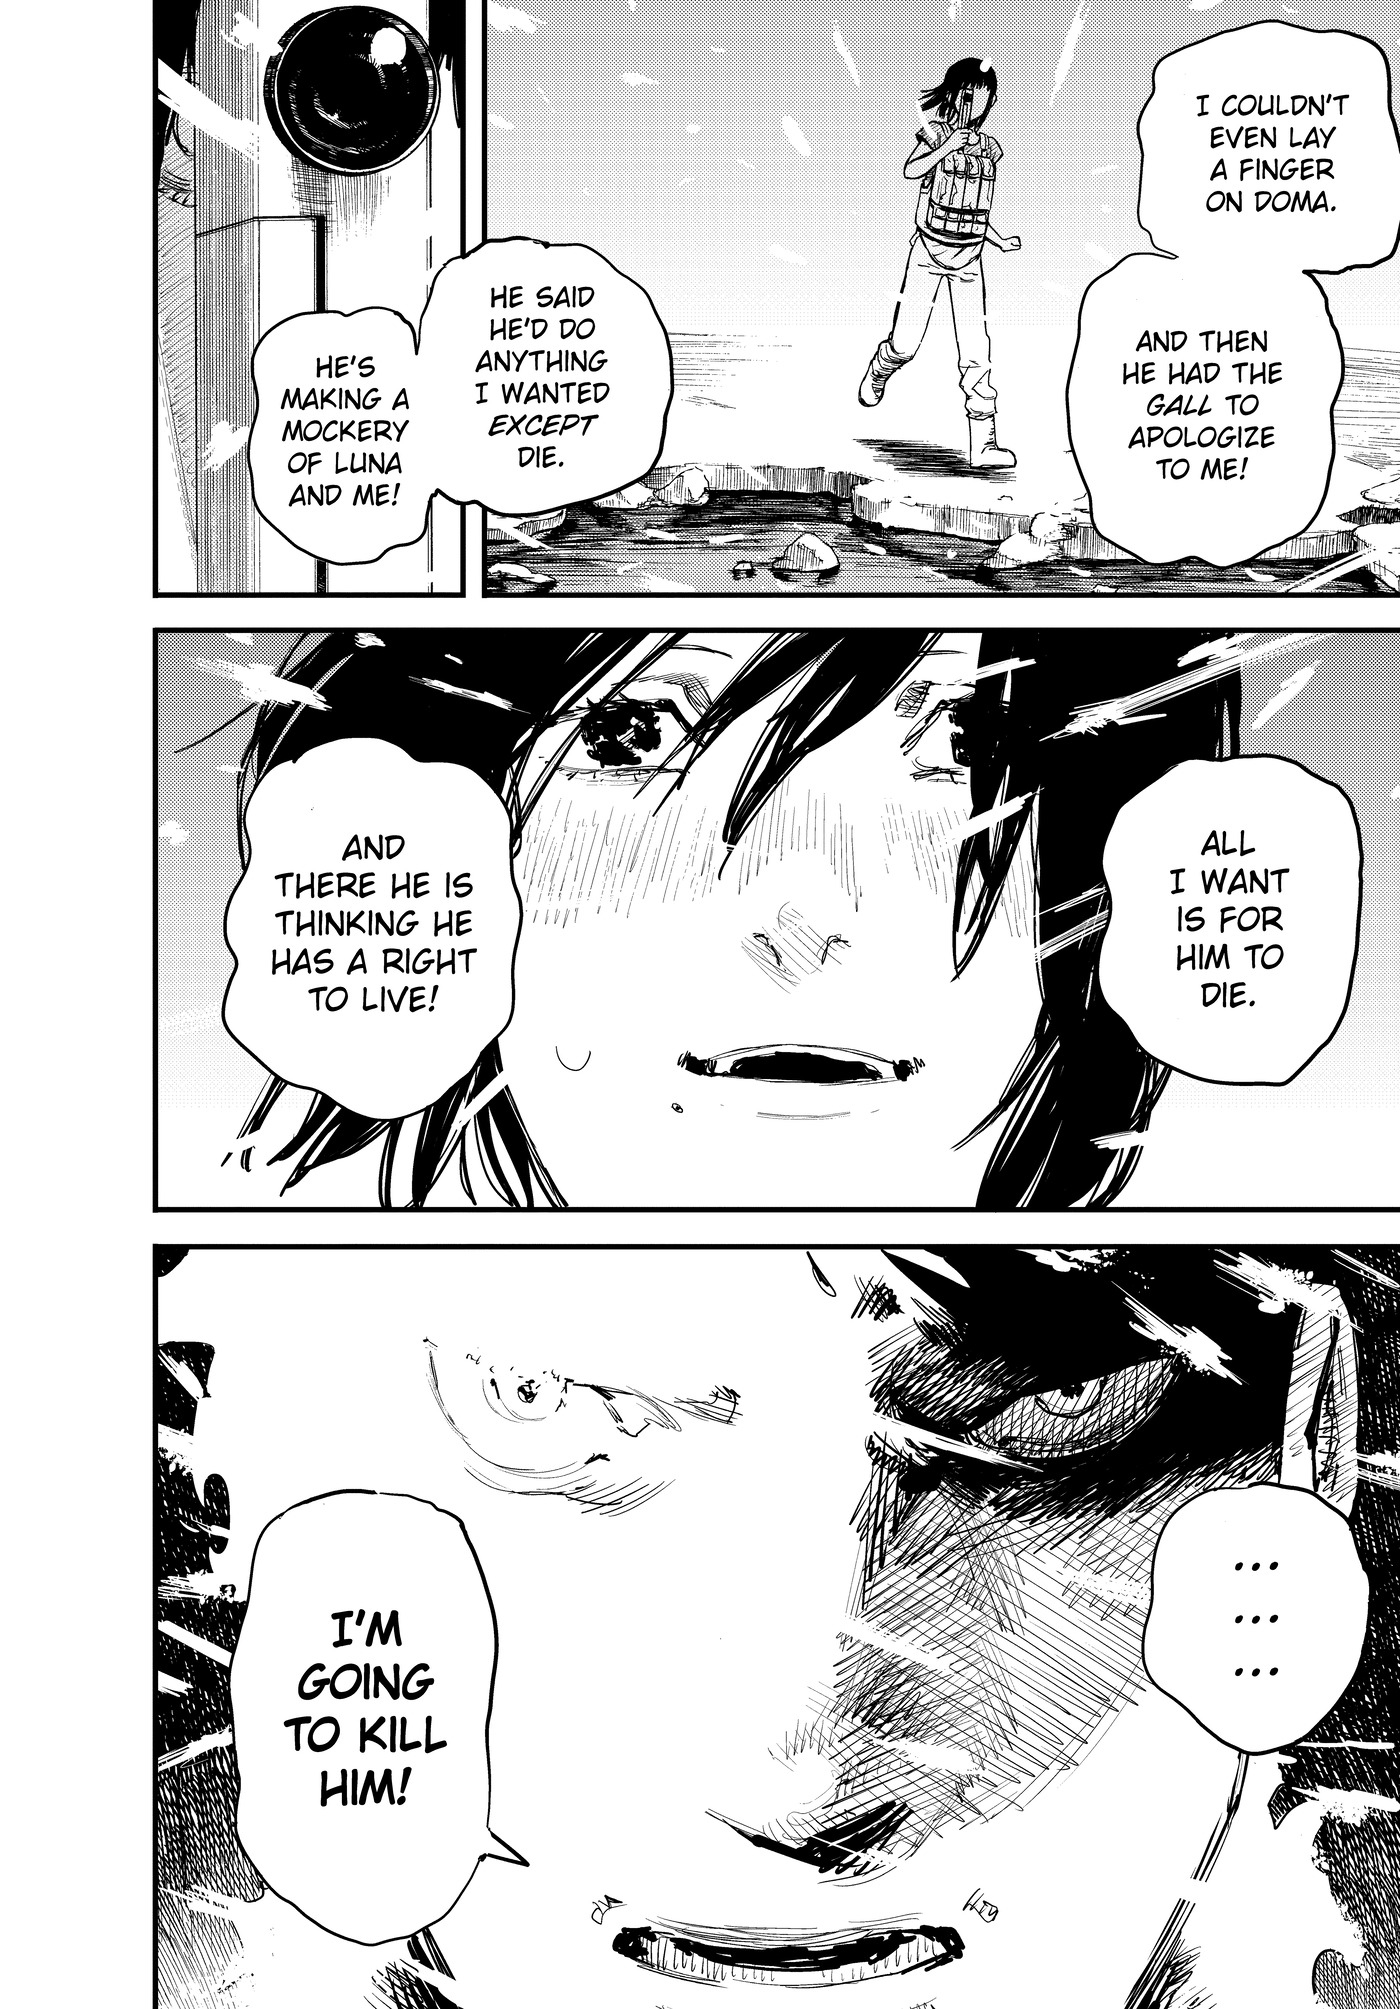 I COULDN'T
EVEN LAY
A FINGER
ON DOMA.
AND THEN
HE HAD THE
GALL TO
APOLOGIZE
TO ME!
HE SAID
HE'D DO
ANYTHING
I WANTED
EXCEPT
DIE.
HE'S
MAKING A
MOCKERY
OF LUNA
AND ME!
ALL
I WANT
IS FOR
HIM TO
DIE.
AND
THERE HE IS
THINKING HE
HAS A RIGHT
TO LIVE!
...
...
...
I'M
GOING
TO KILL
HIM!